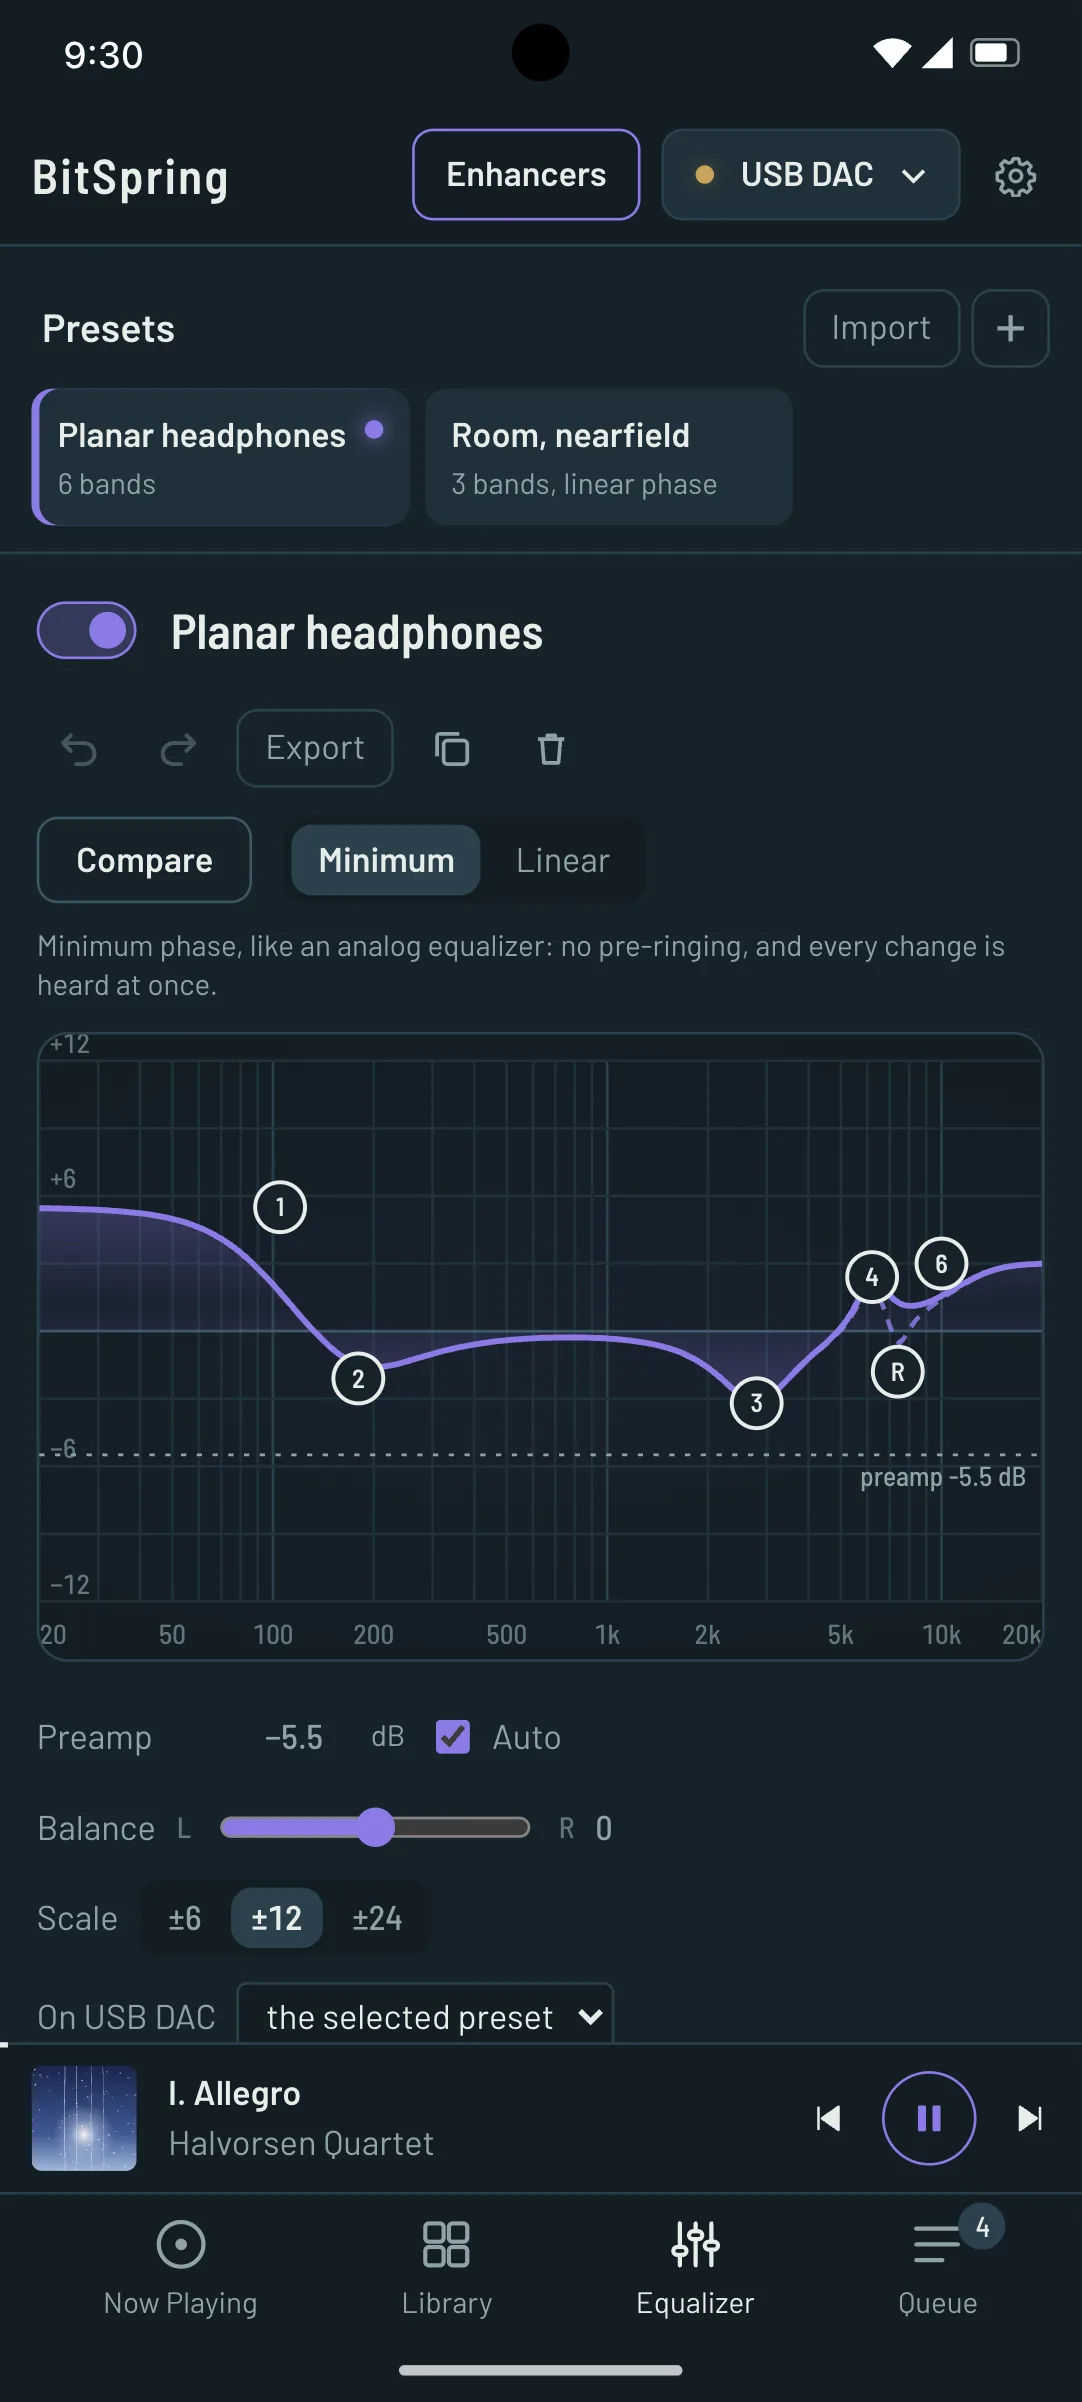 9:30
BitSpring
Enhancers
USB DAC
Presets
Import
+
Planar headphones
6 bands
Room, nearfield
3 bands, linear phase
Planar headphones
Export
Compare
Minimum
Linear
Minimum phase, like an analog equalizer: no pre-ringing, and every change is
heard at once.
+12
+6
1
4
6
2
R
3
−6
preamp -5.5 dB
−12
20 50 100 200 500 1k 2k 5k 10k 20k
Preamp −5.5 dB Auto
Balance L R 0
Scale ±6 ±12 ±24
On USB DAC the selected preset
I. Allegro
Halvorsen Quartet
4
Now Playing
Library
Equalizer
Queue